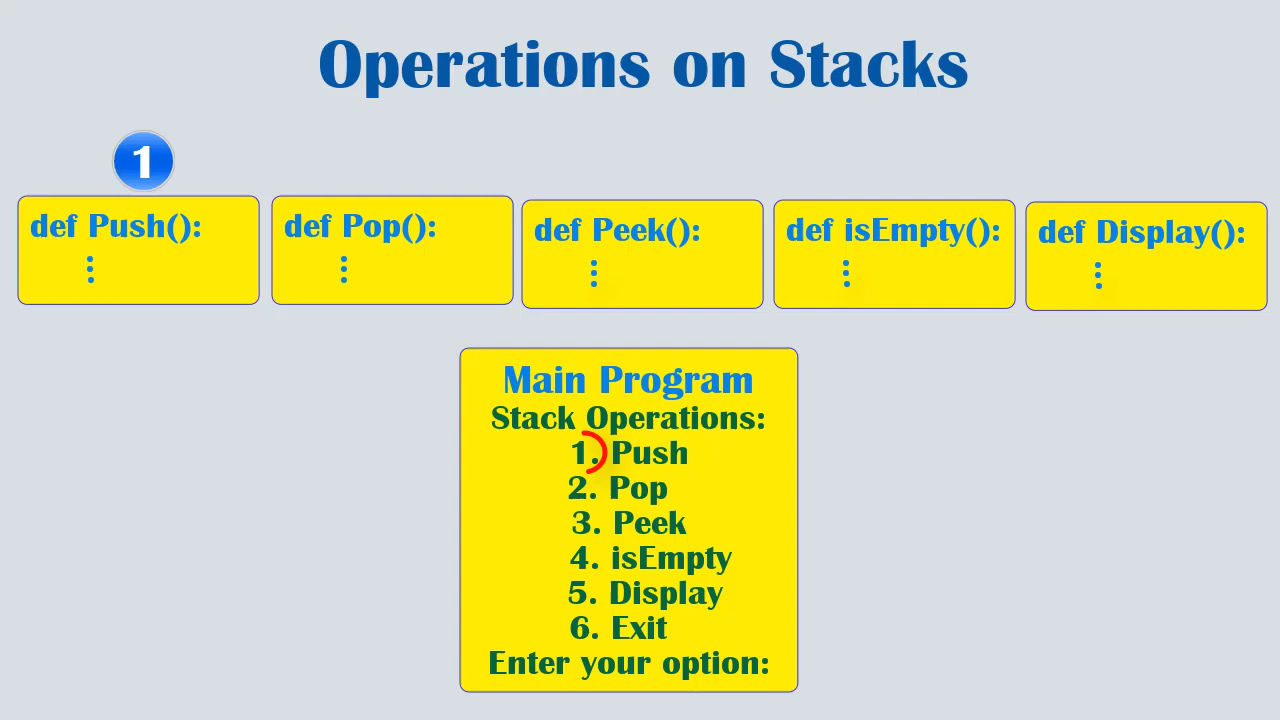 Operations on Stacks
1
def Push():
def Pop():
def Peek():
def isEmpty():
def Display():
Main Program
Stack Operations:
1. Push
2. Pop
3. Peek
4. isEmpty
5. Display
6. Exit
Enter your option: